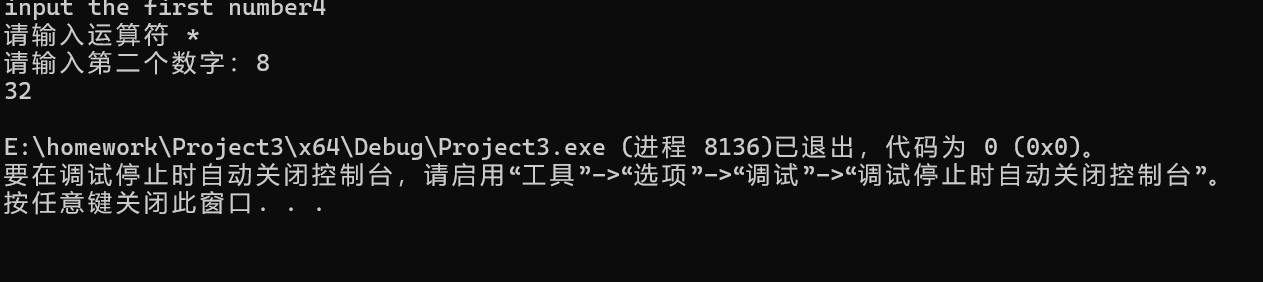 input the first number4
请输入运算符 *
请输入第二个数字：8
32
E:\homework\Project3\x64\Debug\Project3.exe (进程 8136)已退出，代码为 0 (0x0)。
要在调试停止时自动关闭控制台，请启用“工具”->“选项”->“调试”->“调试停止时自动关闭控制台”。
按任意键关闭此窗口. . .